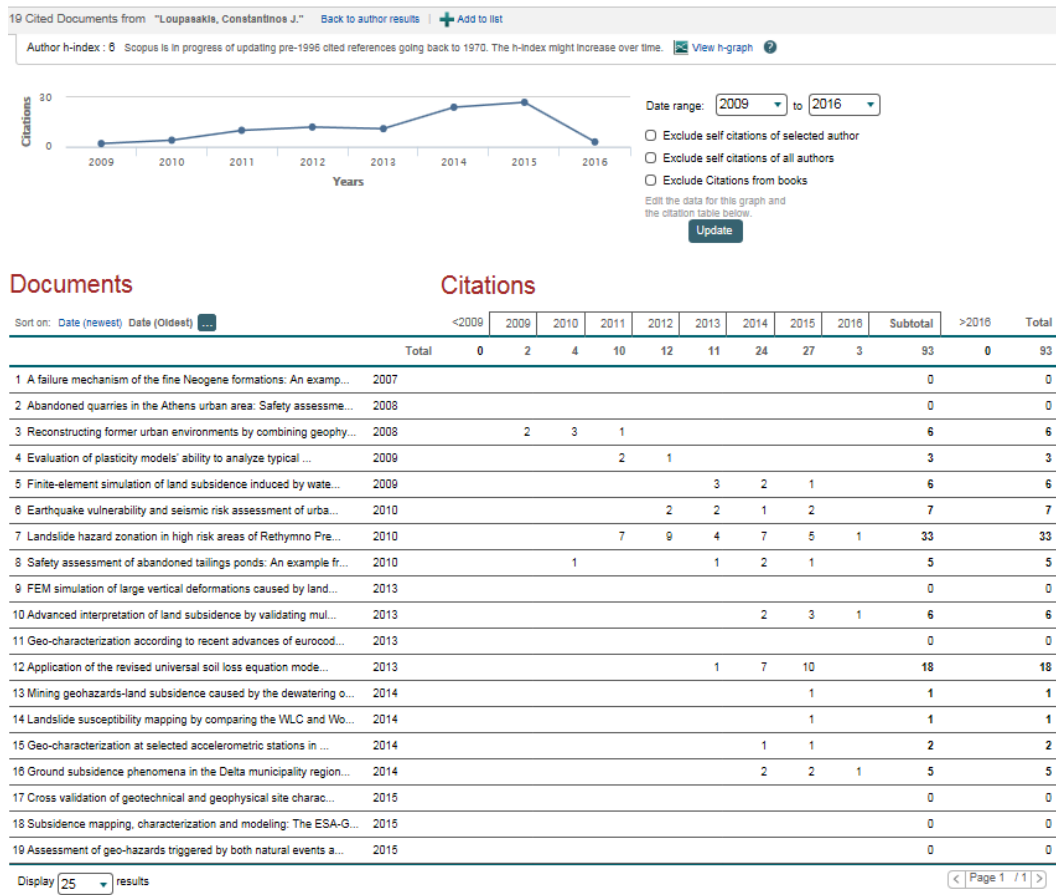 19 Cited Documents from "Loupasakis, Constantinos J." Back to author results | Add to list
Author h-index : 6 Scopus is in progress of updating pre-1996 cited references going back to 1970. The h-index might increase over time. View h-graph ?
30
Citations
0
2009 2010 2011 2012 2013 2014 2015 2016
Years
Date range: 2009 to 2016
Exclude self citations of selected author
Exclude self citations of all authors
Exclude Citations from books
Edit the data for this graph and
the citation table below.
Update
Documents Citations
Sort on: Date (newest) Date (Oldest) ... <2009 2009 2010 2011 2012 2013 2014 2015 2016 Subtotal >2016 Total
Total 0 2 4 10 12 11 24 27 3 93 0 93
1 A failure mechanism of the fine Neogene formations: An examp... 2007 0 0
2 Abandoned quarries in the Athens urban area: Safety assessme... 2008 0 0
3 Reconstructing former urban environments by combining geophy... 2008 2 3 1 6 6
4 Evaluation of plasticity models' ability to analyze typical ... 2009 2 1 3 3
5 Finite-element simulation of land subsidence induced by wate... 2009 3 2 1 6 6
6 Earthquake vulnerability and seismic risk assessment of urba... 2010 2 2 1 2 7 7
7 Landslide hazard zonation in high risk areas of Rethymno Pre... 2010 7 9 4 7 5 1 33 33
8 Safety assessment of abandoned tailings ponds: An example fr... 2010 1 1 2 1 5 5
9 FEM simulation of large vertical deformations caused by land... 2013 0 0
10 Advanced interpretation of land subsidence by validating mul... 2013 2 3 1 6 6
11 Geo-characterization according to recent advances of eurocod... 2013 0 0
12 Application of the revised universal soil loss equation mode... 2013 1 7 10 18 18
13 Mining geohazards-land subsidence caused by the dewatering o... 2014 1 1 1
14 Landslide susceptibility mapping by comparing the WLC and Wo... 2014 1 1 1
15 Geo-characterization at selected accelerometric stations in ... 2014 1 1 2 2
16 Ground subsidence phenomena in the Delta municipality region... 2014 2 2 1 5 5
17 Cross validation of geotechnical and geophysical site charac... 2015 0 0
18 Subsidence mapping, characterization and modeling: The ESA-G... 2015 0 0
19 Assessment of geo-hazards triggered by both natural events a... 2015 0 0
Display 25 results < Page 1 / 1 >